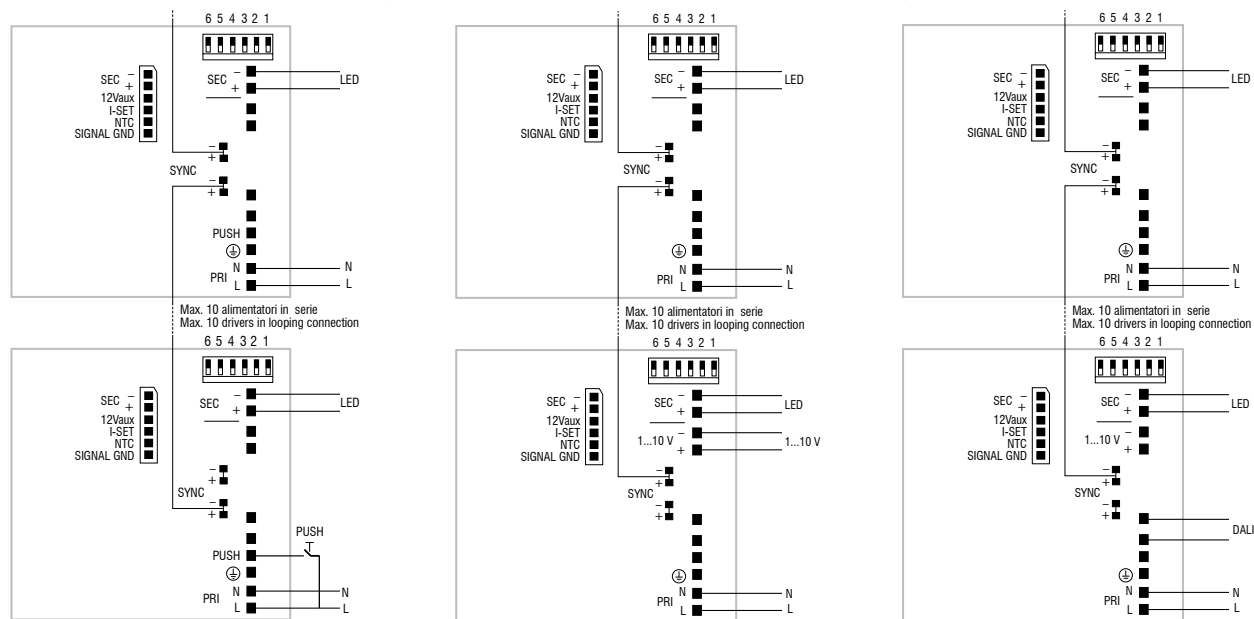 6 5 4 3 2 1
SEC –
+
12Vaux
I-SET
NTC
SIGNAL GND
SEC –
+
LED
–
+
SYNC
–
+
PUSH
N
PRI
L
N
L
Max. 10 alimentatori in serie
Max. 10 drivers in looping connection
6 5 4 3 2 1
SEC –
+
12Vaux
I-SET
NTC
SIGNAL GND
SEC –
+
LED
–
+
SYNC
–
+
PUSH
PUSH
N
PRI
L
N
L
6 5 4 3 2 1
SEC –
+
12Vaux
I-SET
NTC
SIGNAL GND
SEC –
+
LED
–
+
SYNC
–
+
N
PRI
L
N
L
Max. 10 alimentatori in serie
Max. 10 drivers in looping connection
6 5 4 3 2 1
SEC –
+
12Vaux
I-SET
NTC
SIGNAL GND
SEC –
+
LED
–
1...10 V
+
1...10 V
–
+
SYNC
–
+
N
PRI
L
N
L
6 5 4 3 2 1
SEC –
+
12Vaux
I-SET
NTC
SIGNAL GND
SEC –
+
LED
–
+
SYNC
–
+
N
PRI
L
N
L
Max. 10 alimentatori in serie
Max. 10 drivers in looping connection
6 5 4 3 2 1
SEC –
+
12Vaux
I-SET
NTC
SIGNAL GND
SEC –
+
LED
–
1...10 V
+
–
+
SYNC
–
+
DALI
N
PRI
L
N
L